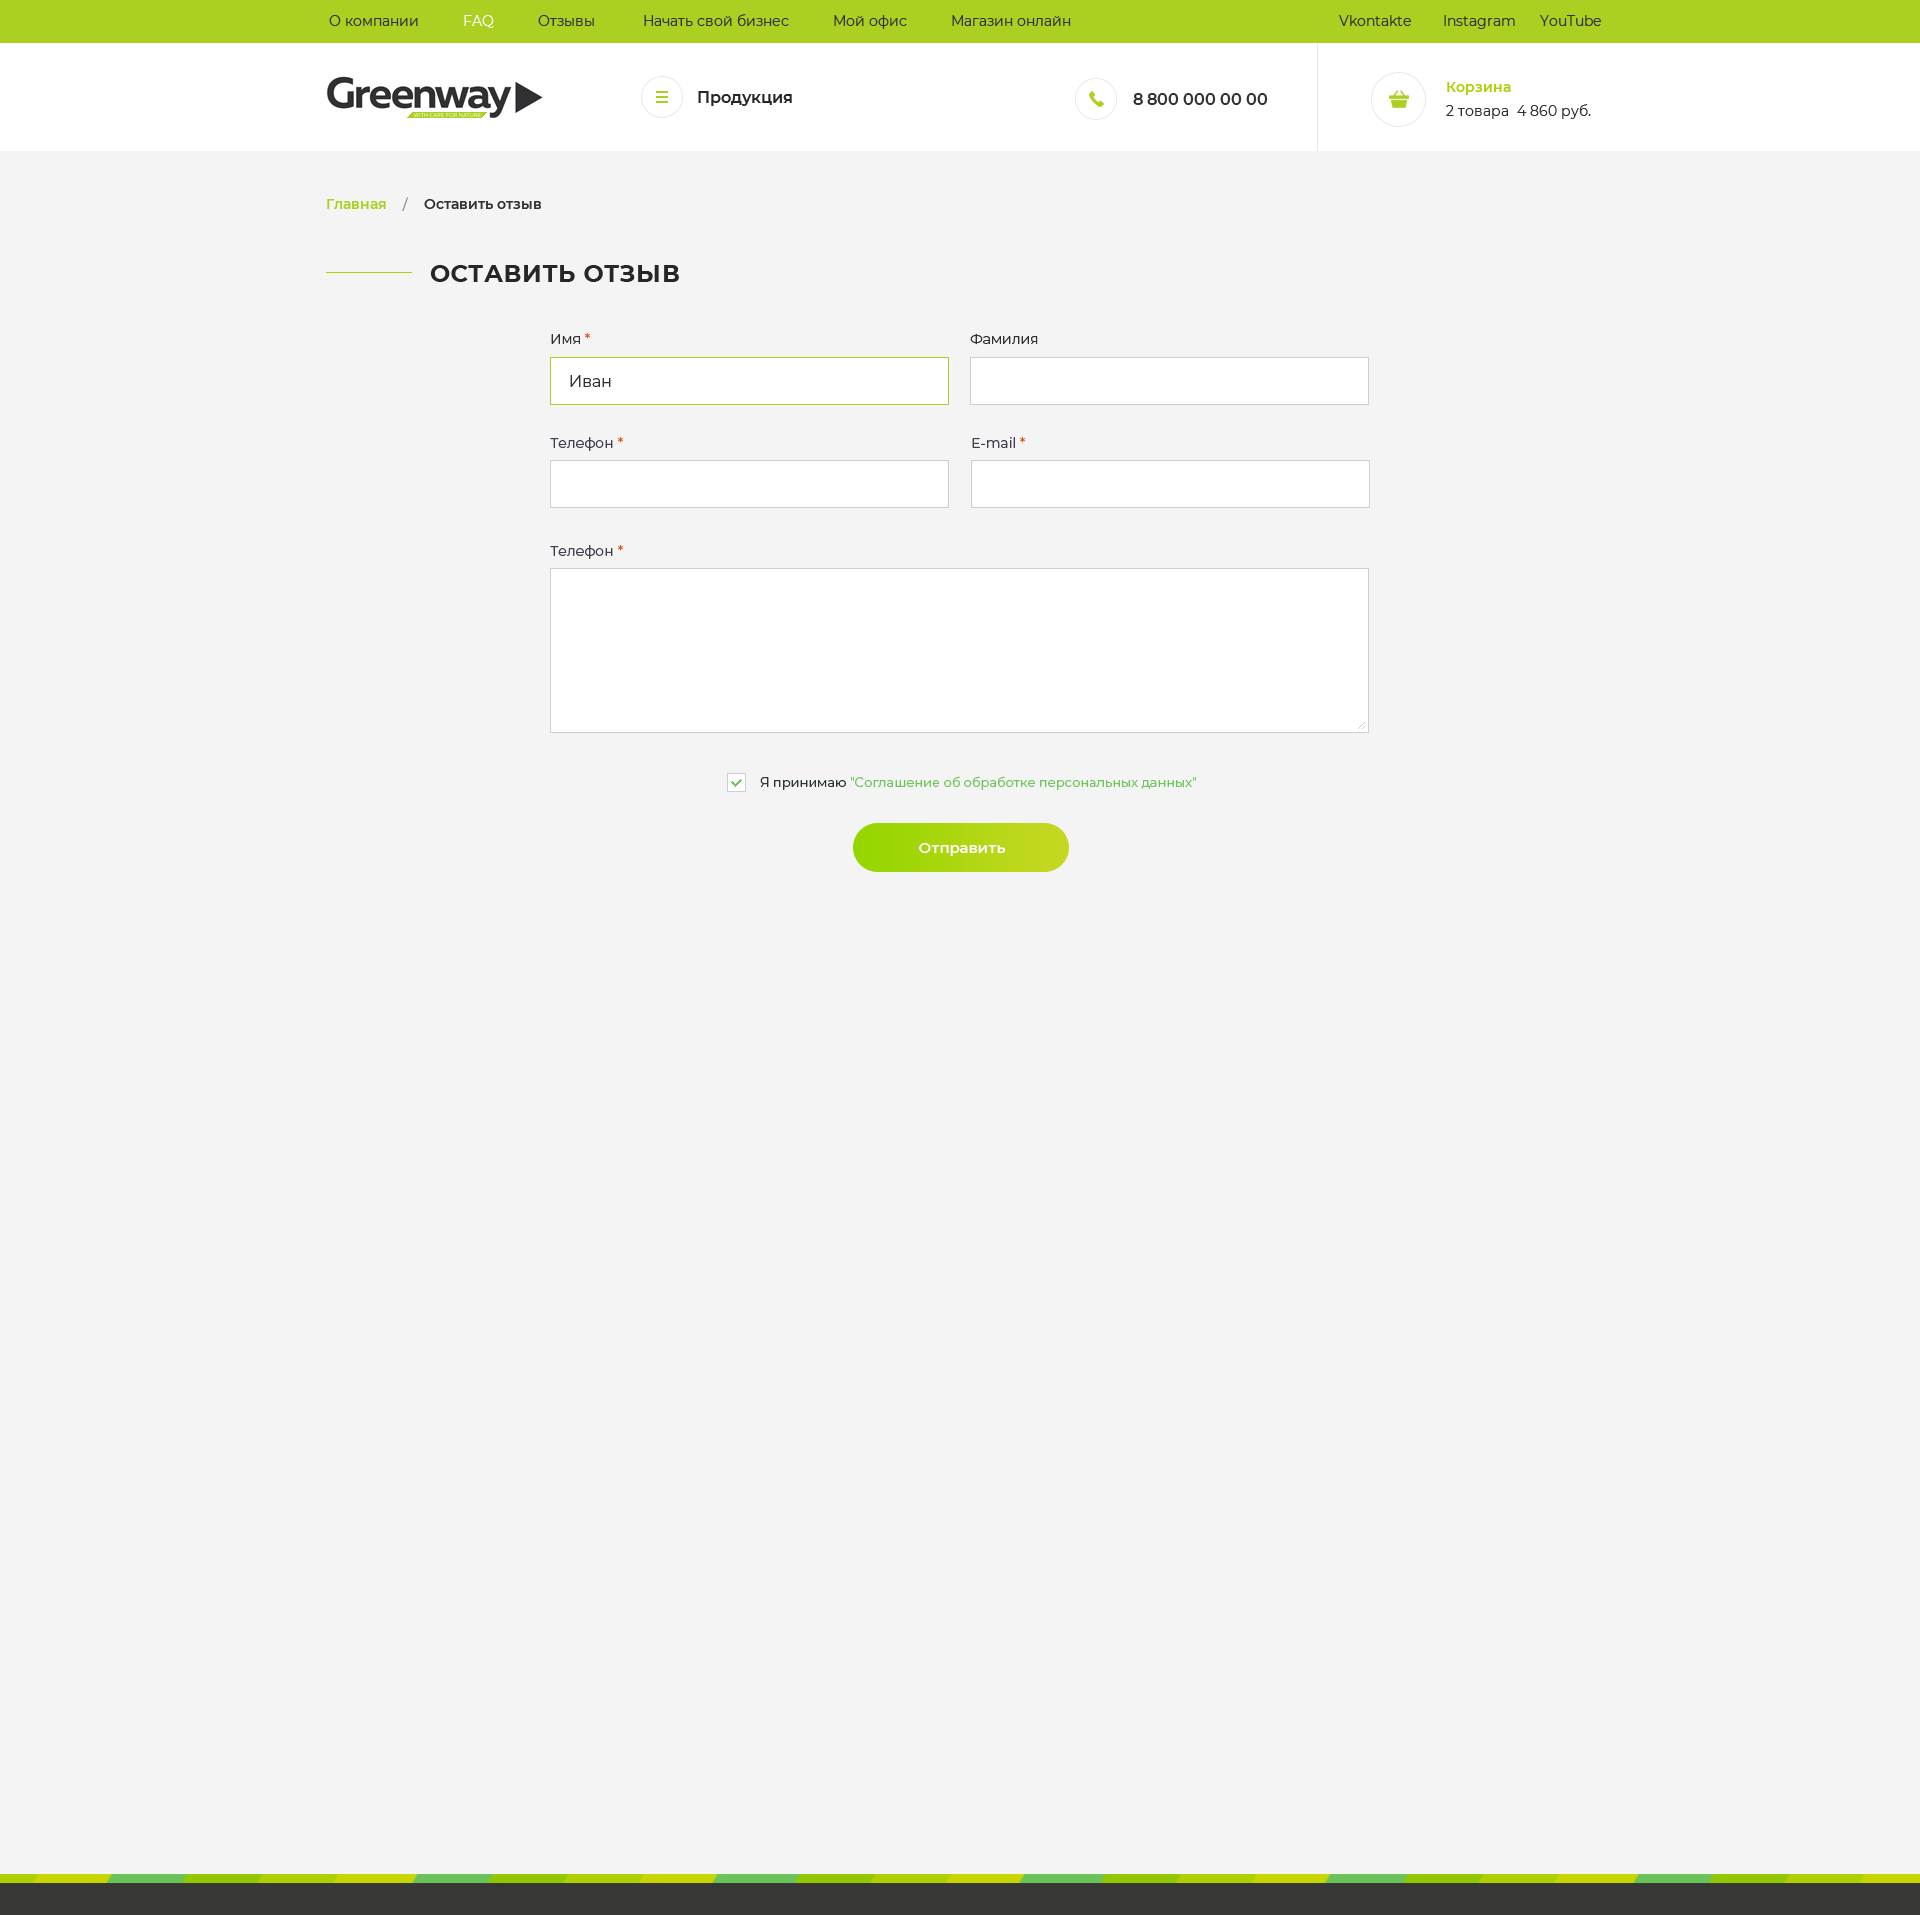 О компании FAQ Отзывы Начать свой бизнес Мой офис Магазин онлайн Vkontakte Instagram YouTube
Greenway
WITH CARE FOR NATURE
Продукция
8 800 000 00 00
Корзина
2 товара 4 860 руб.
Главная / Оставить отзыв
ОСТАВИТЬ ОТЗЫВ
Имя * Фамилия
Иван
Телефон * E-mail *
Телефон *
Я принимаю "Соглашение об обработке персональных данных"
Отправить